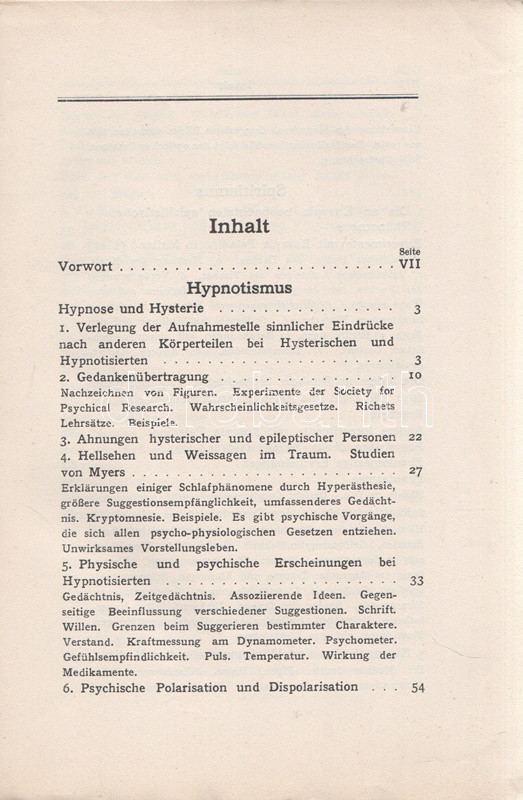 Inhalt
Seite
Vorwort . . . . . . . . . . . . . . . . . . . . . . . . . VII
Hypnotismus
Hypnose und Hysterie . . . . . . . . . . . . . . . . 3
1. Verlegung der Aufnahmestelle sinnlicher Eindrücke
nach anderen Körperteilen bei Hysterischen und
Hypnotisierten . . . . . . . . . . . . . . . . . . . . 3
2. Gedankenübertragung . . . . . . . . . . . . . . . 10
Nachzeichnen von Figuren. Experimente der Society for
Psychical Research. Wahrscheinlichkeitsgesetze. Richets
Lehrsätze. Beispiele.
3. Ahnungen hysterischer und epileptischer Personen 22
4. Hellsehen und Weissagen im Traum. Studien
von Myers . . . . . . . . . . . . . . . . . . . . . . . 27
Erklärungen einiger Schlafphänomene durch Hyperästhesie,
größere Suggestionsempfänglichkeit, umfassenderes Gedächt-
nis. Kryptomnesie. Beispiele. Es gibt psychische Vorgänge,
die sich allen psycho-physiologischen Gesetzen entziehen.
Unwirksames Vorstellungsleben.
5. Physische und psychische Erscheinungen bei
Hypnotisierten . . . . . . . . . . . . . . . . . . . . 33
Gedächtnis, Zeitgedächtnis. Assoziierende Ideen. Gegen-
seitige Beeinflussung verschiedener Suggestionen. Schrift.
Willen. Grenzen beim Suggerieren bestimmter Charaktere.
Verstand. Kraftmessung am Dynamometer. Psychometer.
Gefühlsempfindlichkeit. Puls. Temperatur. Wirkung der
Medikamente.
6. Psychische Polarisation und Dispolarisation . . . 54